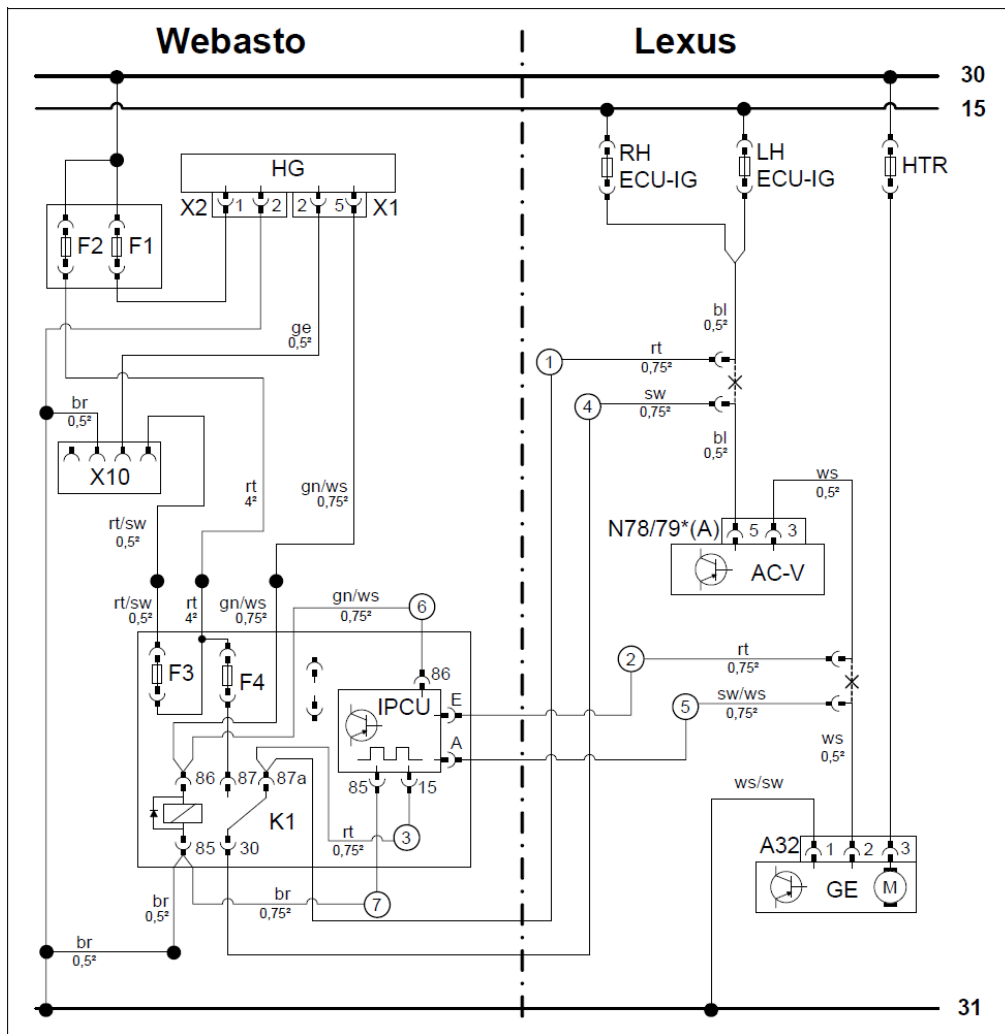 Webasto
Lexus
30
15
HG
X2
1
2
2
5
X1
F2
F1
RH
ECU-IG
LH
ECU-IG
HTR
ge
0,5²
bl
0,5²
1
rt
0,75²
4
sw
0,75²
bl
0,5²
br
0,5²
X10
rt
4²
gn/ws
0,75²
rt/sw
0,5²
ws
0,5²
N78/79*(A)
5
3
AC-V
rt/sw
0,5²
rt
4²
gn/ws
0,75²
gn/ws
0,75²
6
F3
F4
86
IPCU
E
A
85
15
2
rt
0,75²
5
sw/ws
0,75²
ws
0,5²
86
87
87a
K1
85
30
rt
0,75²
3
ws/sw
A32
1
2
3
GE
M
br
0,5²
br
0,75²
7
br
0,5²
31